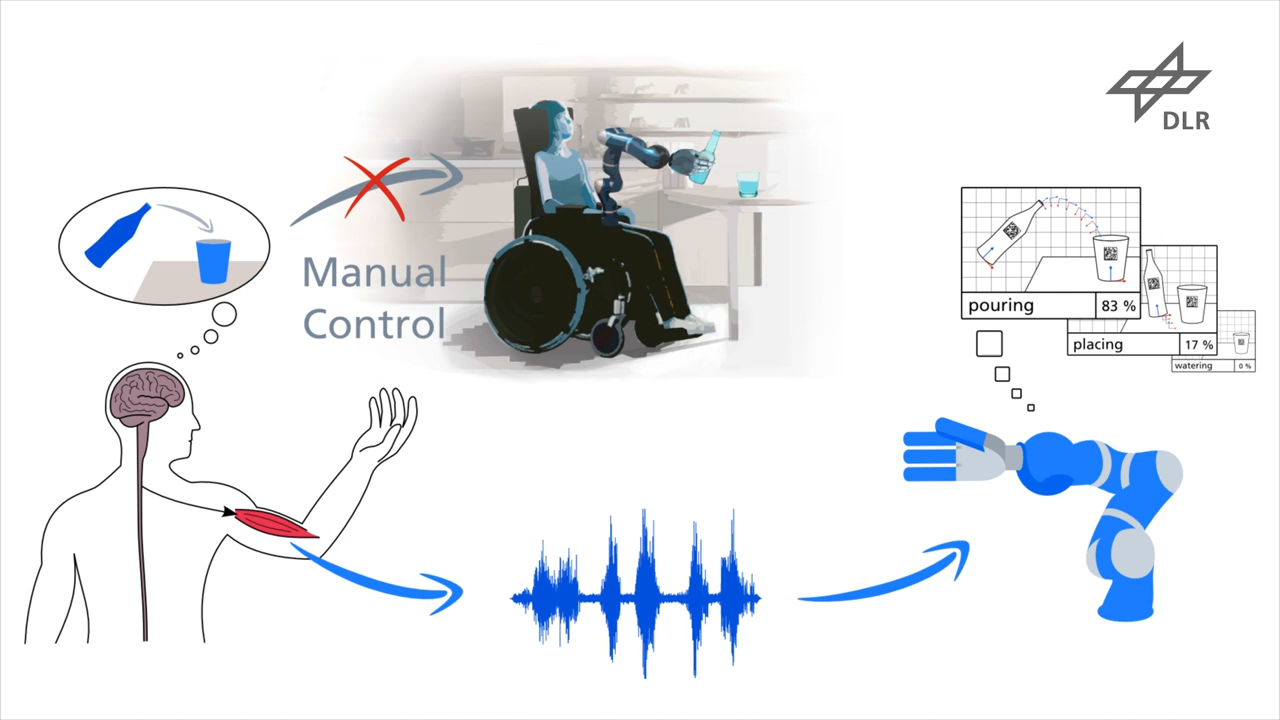 DLR
Manual
Control
pouring 83 %
placing 17 %
watering 0 %